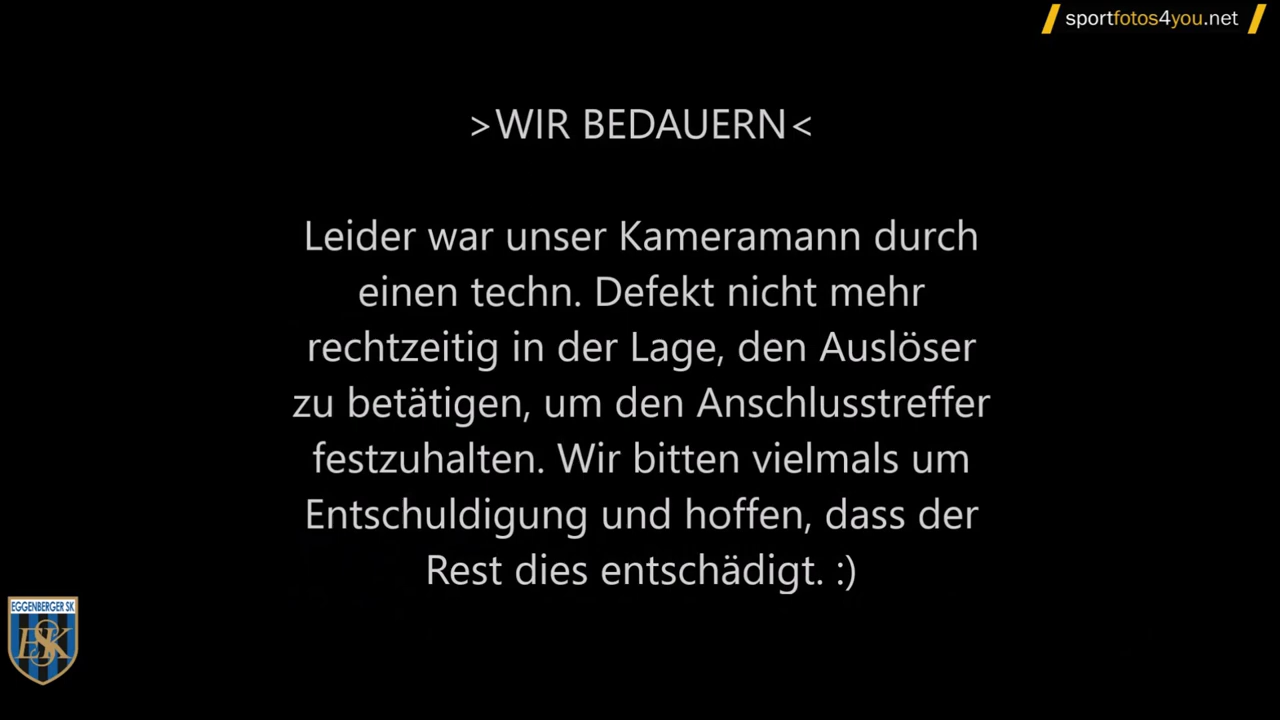 sportfotos4you.net
>WIR BEDAUERN<
Leider war unser Kameramann durch
einen techn. Defekt nicht mehr
rechtzeitig in der Lage, den Auslöser
zu betätigen, um den Anschlusstreffer
festzuhalten. Wir bitten vielmals um
Entschuldigung und hoffen, dass der
Rest dies entschädigt. :)
EGGENBERGER SK
ESK